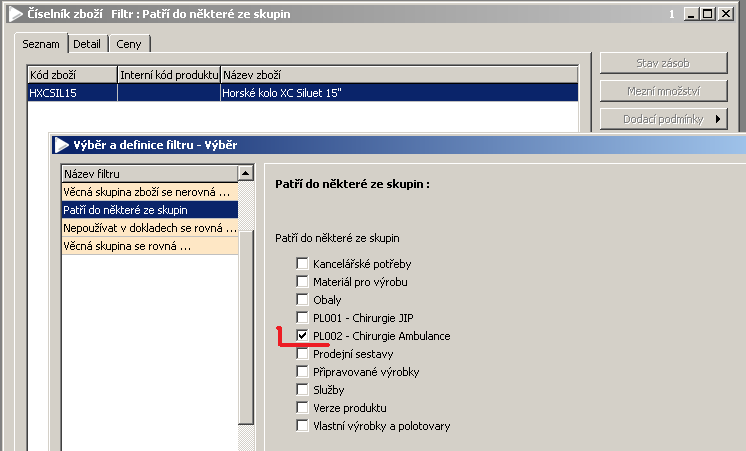 Číselník zboží Filtr : Patří do některé ze skupin 1
Seznam Detail Ceny
Kód zboží Interní kód produktu Název zboží
HXCSIL15 Horské kolo XC Siluet 15"
Stav zásob
Mezní množství
Dodací podmínky
Výběr a definice filtru - Výběr
Název filtru
Věcná skupina zboží se nerovná ...
Patří do některé ze skupin
Nepoužívat v dokladech se rovná ...
Věcná skupina se rovná ...
Patří do některé ze skupin :
Patří do některé ze skupin
Kancelářské potřeby
Materiál pro výrobu
Obaly
PL001 - Chirurgie JIP
PL002 - Chirurgie Ambulance
Prodejní sestavy
Připravované výrobky
Služby
Verze produktu
Vlastní výrobky a polotovary